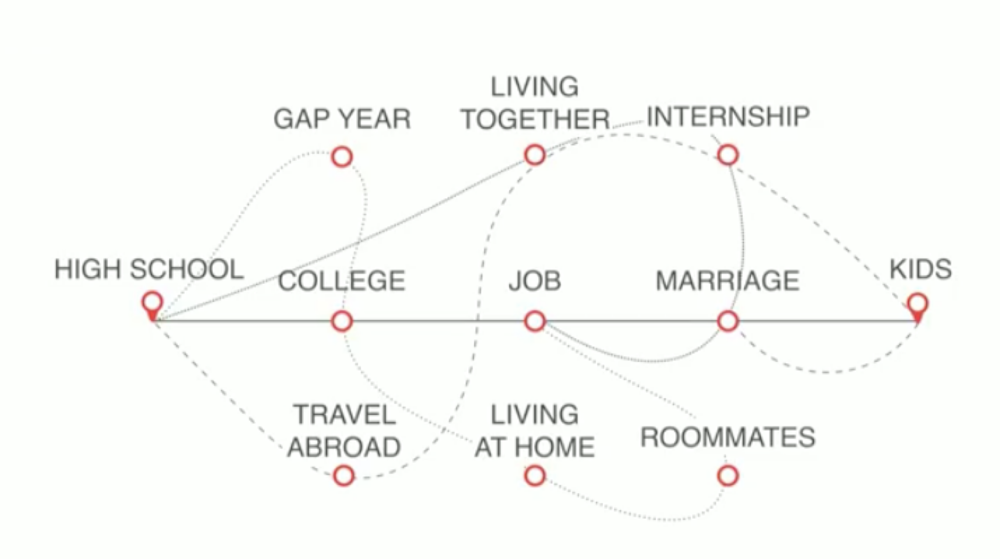 LIVING
TOGETHER
GAP YEAR
INTERNSHIP
HIGH SCHOOL
COLLEGE
JOB
MARRIAGE
KIDS
TRAVEL
ABROAD
LIVING
AT HOME
ROOMMATES